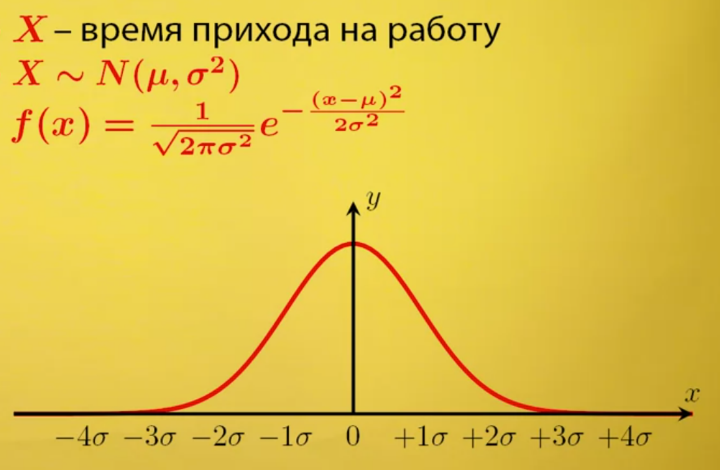 X – время прихода на работу
X ~ N(μ, σ²)
f(x) = 1/√(2πσ²) e^(−(x−μ)²/(2σ²))
y
x
−4σ −3σ −2σ −1σ 0 +1σ +2σ +3σ +4σ